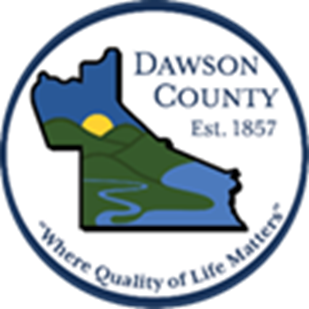 DAWSON
COUNTY
Est. 1857
"Where Quality of Life Matters"